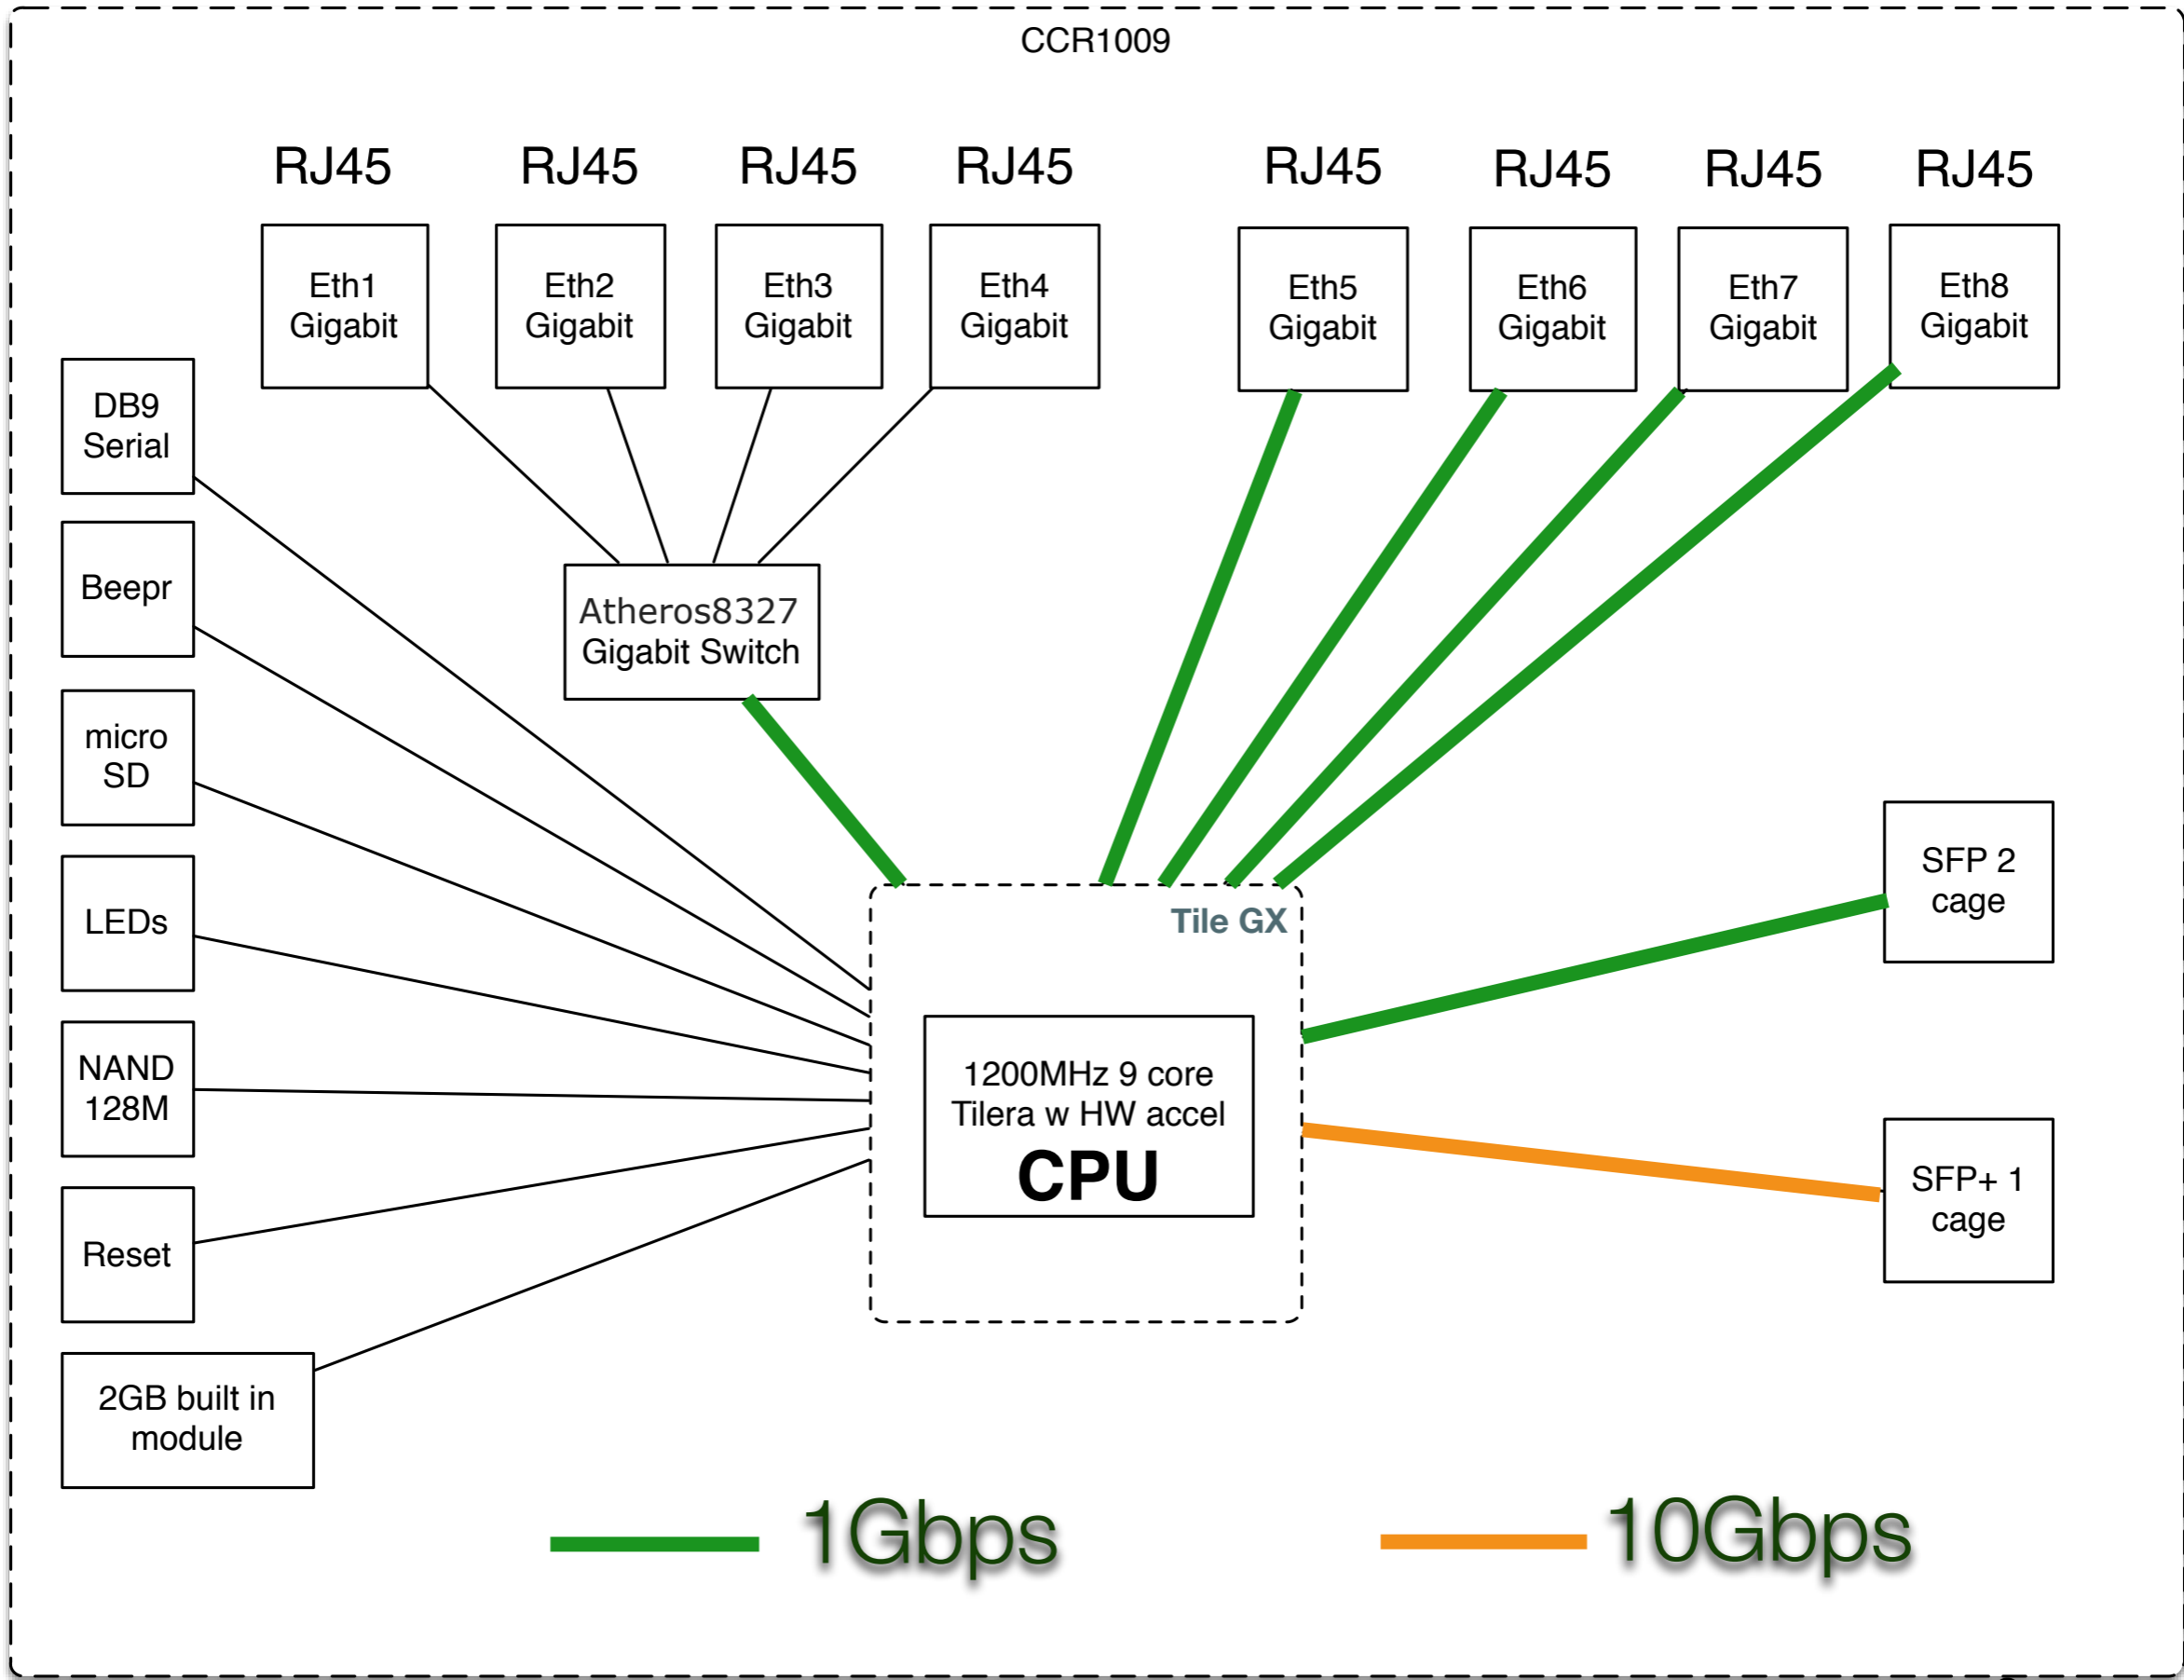 CCR1009
RJ45
RJ45
RJ45
RJ45
RJ45
RJ45
RJ45
RJ45
Eth1
Gigabit
Eth2
Gigabit
Eth3
Gigabit
Eth4
Gigabit
Eth5
Gigabit
Eth6
Gigabit
Eth7
Gigabit
Eth8
Gigabit
DB9
Serial
Beepr
micro
SD
LEDs
NAND
128M
Reset
2GB built in
module
Atheros8327
Gigabit Switch
Tile GX
1200MHz 9 core
Tilera w HW accel
CPU
SFP 2
cage
SFP+ 1
cage
1Gbps
10Gbps